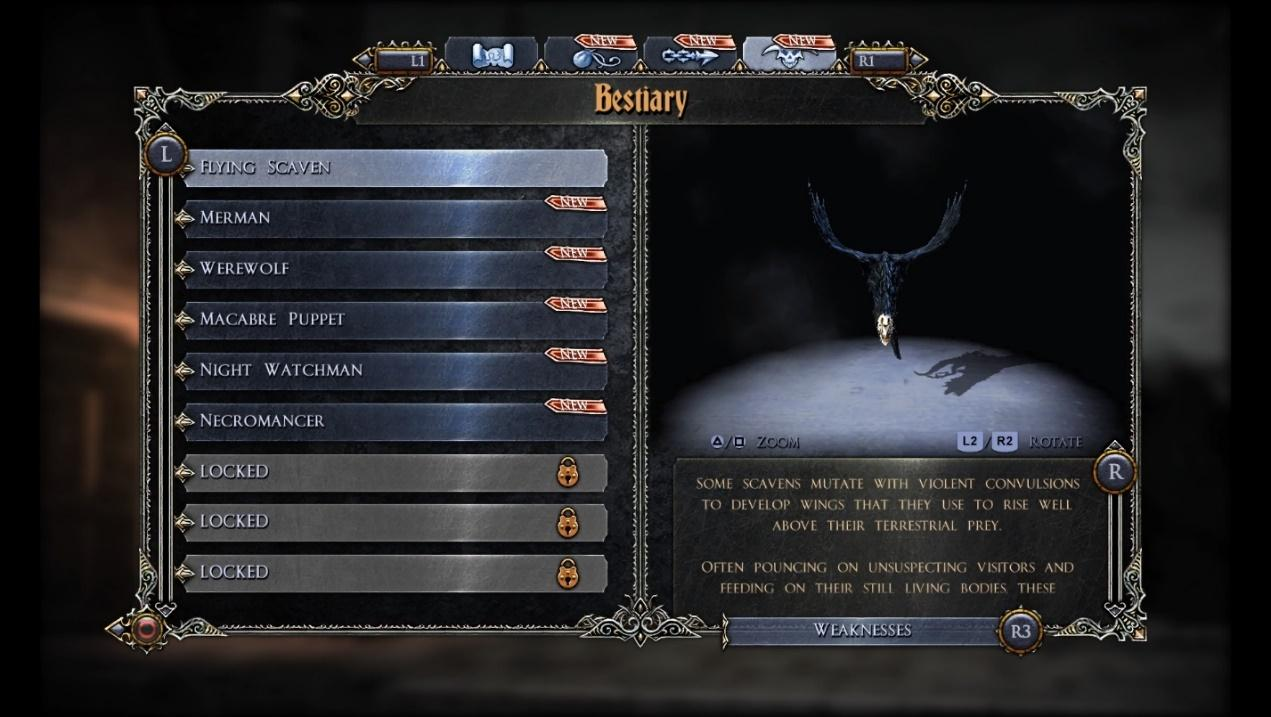 L1
NEW
NEW
NEW
R1
Bestiary
L
FLYING SCAVEN
MERMAN
NEW
WEREWOLF
NEW
MACABRE PUPPET
NEW
NIGHT WATCHMAN
NEW
NECROMANCER
NEW
LOCKED
LOCKED
LOCKED
/ ZOOM
L2 / R2 ROTATE
R
SOME SCAVENS MUTATE WITH VIOLENT CONVULSIONS
TO DEVELOP WINGS THAT THEY USE TO RISE WELL
ABOVE THEIR TERRESTRIAL PREY.
OFTEN POUNCING ON UNSUSPECTING VISITORS AND
FEEDING ON THEIR STILL LIVING BODIES, THESE
WEAKNESSES
R3